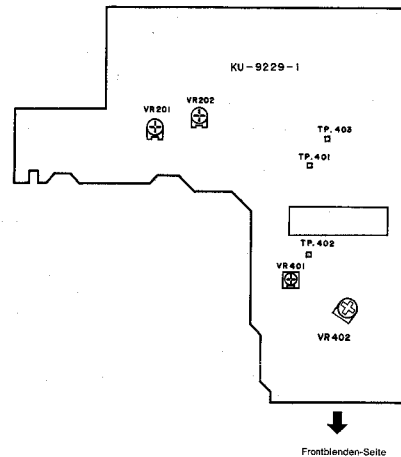 KU-9229-1
VR201
VR202
TP.403
TP.401
TP.402
VR401
VR402
Frontblenden-Seite